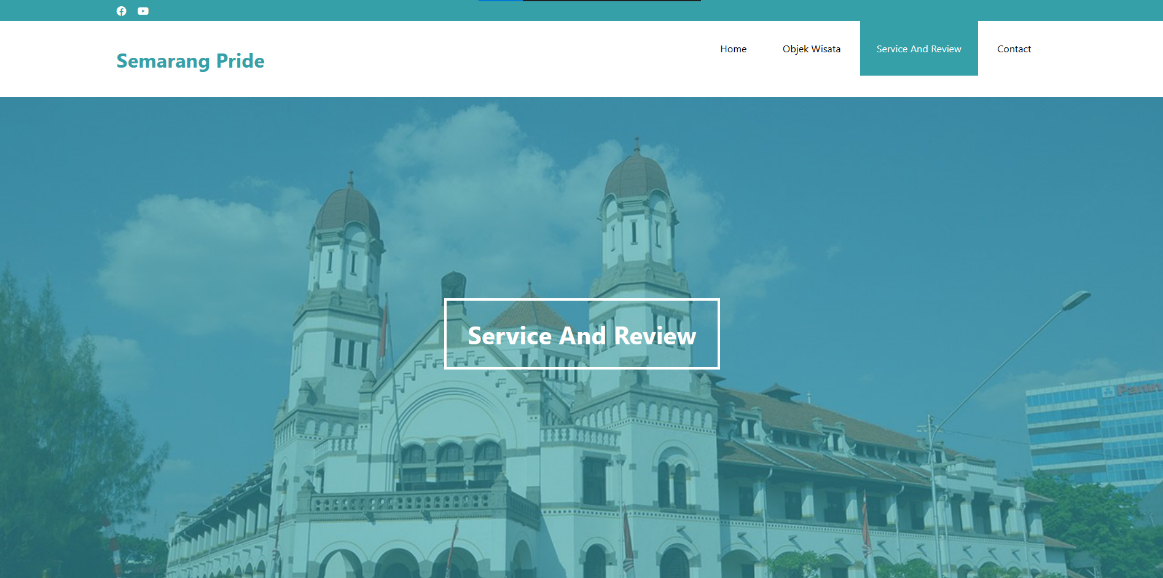 Semarang Pride
Home
Objek Wisata
Service And Review
Contact
Service And Review